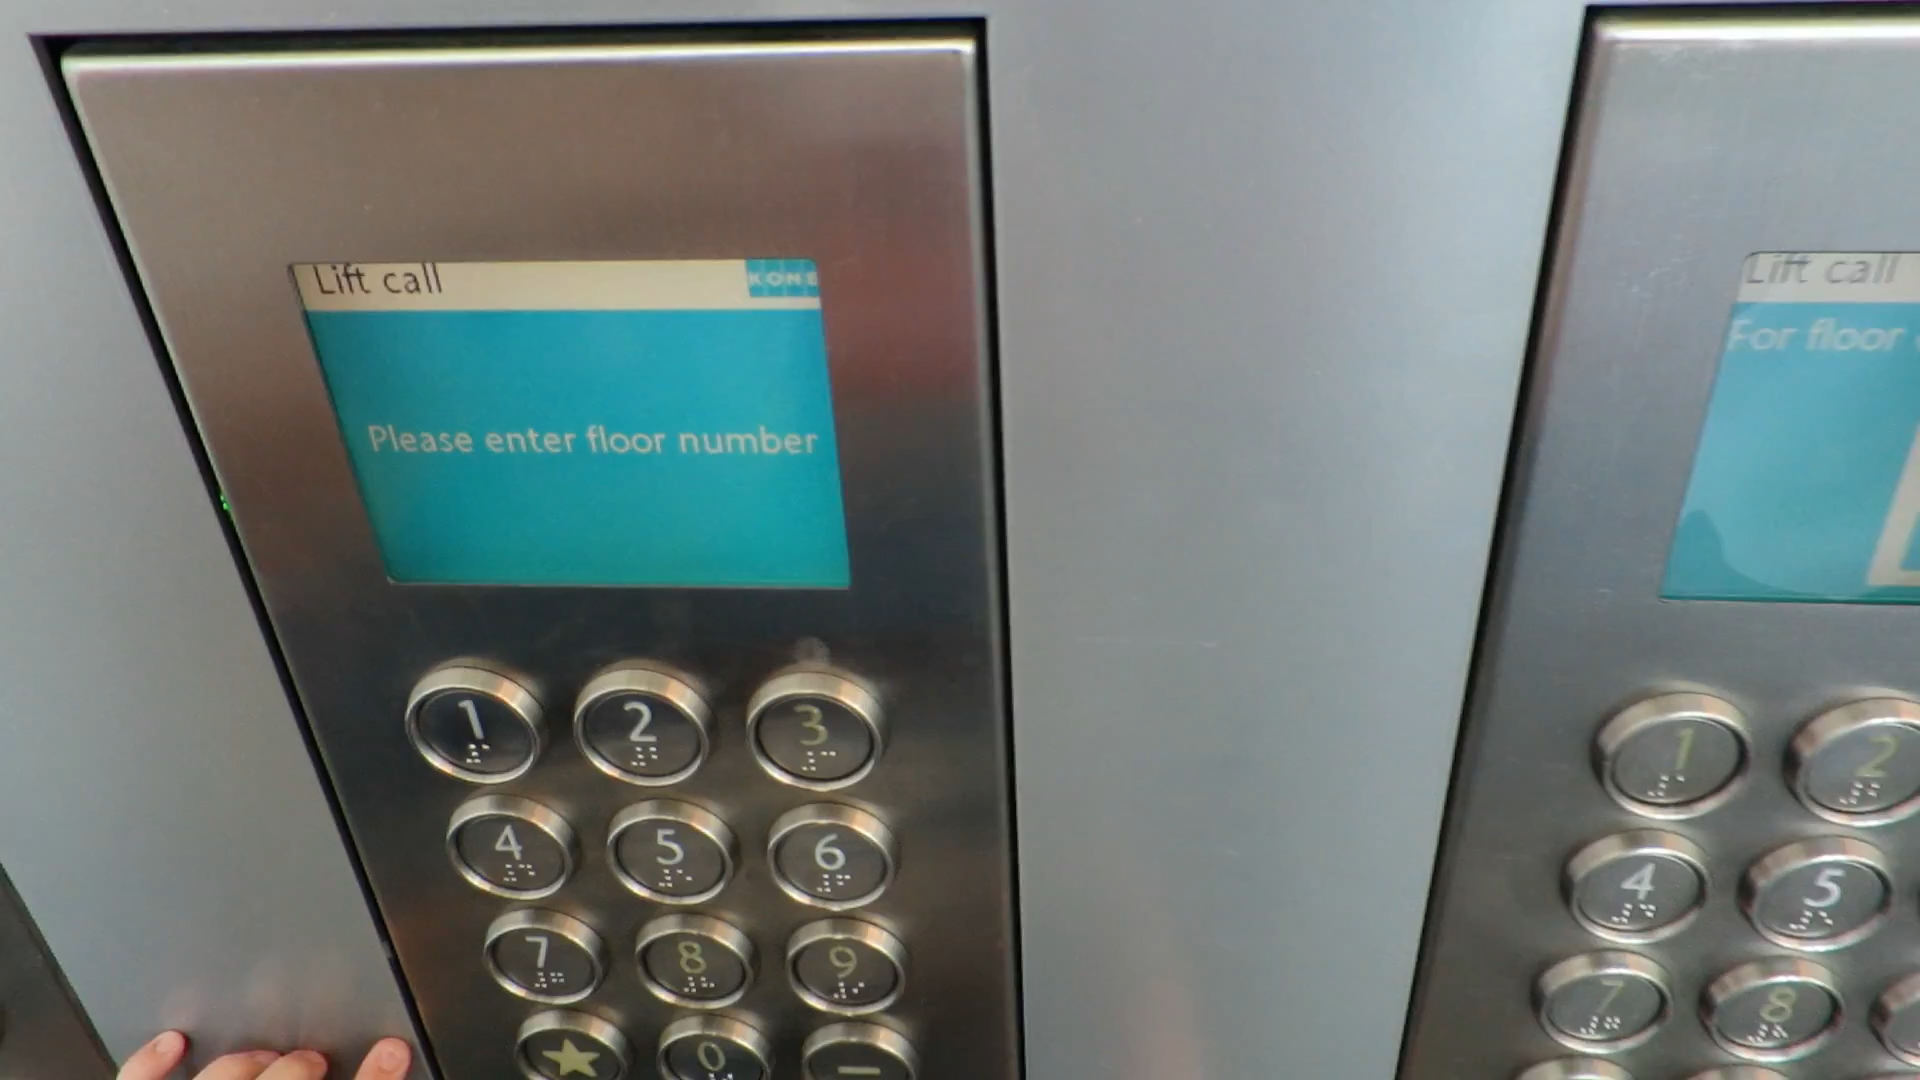 Lift call
KONE
Please enter floor number
1 2 3
4 5 6
7 8 9
★ 0 –
Lift call
For floor
1 2
4 5
7 8